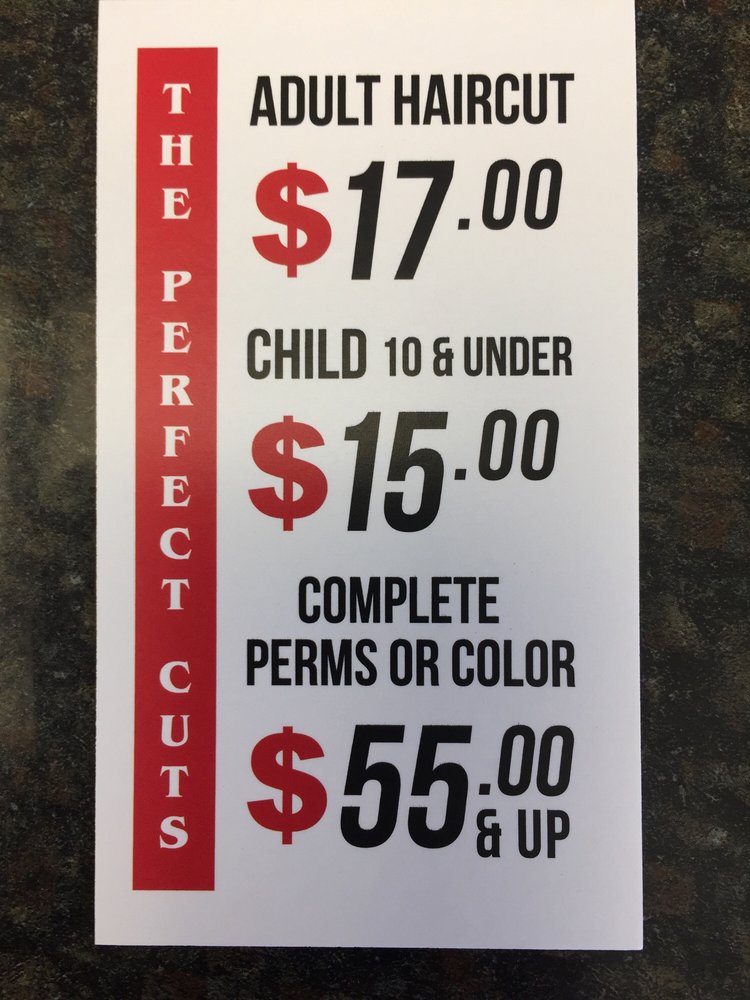 THE PERFECT CUTS
ADULT HAIRCUT
$17.00
CHILD 10 & UNDER
$15.00
COMPLETE
PERMS OR COLOR
$55.00
& UP